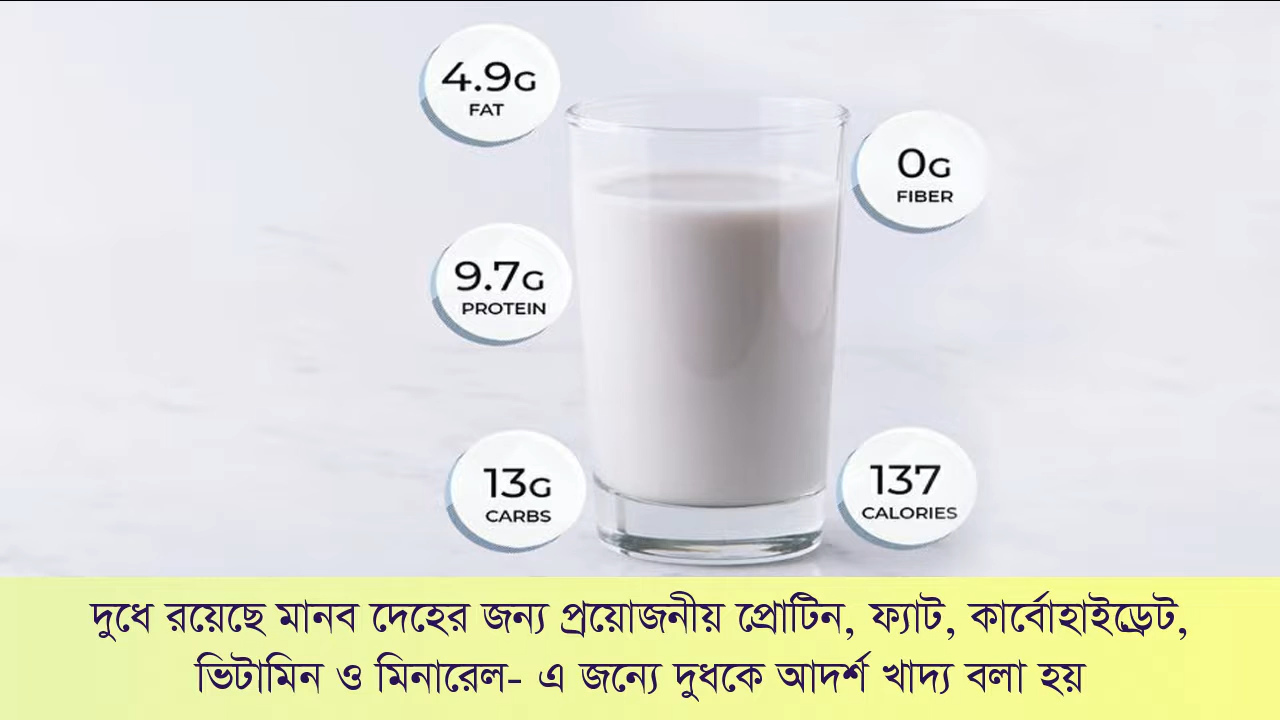 4.9G
FAT
0G
FIBER
9.7G
PROTEIN
13G
CARBS
137
CALORIES
দুধে রয়েছে মানব দেহের জন্য প্রয়োজনীয় প্রোটিন, ফ্যাট, কার্বোহাইড্রেট,
ভিটামিন ও মিনারেল- এ জন্যে দুধকে আদর্শ খাদ্য বলা হয়